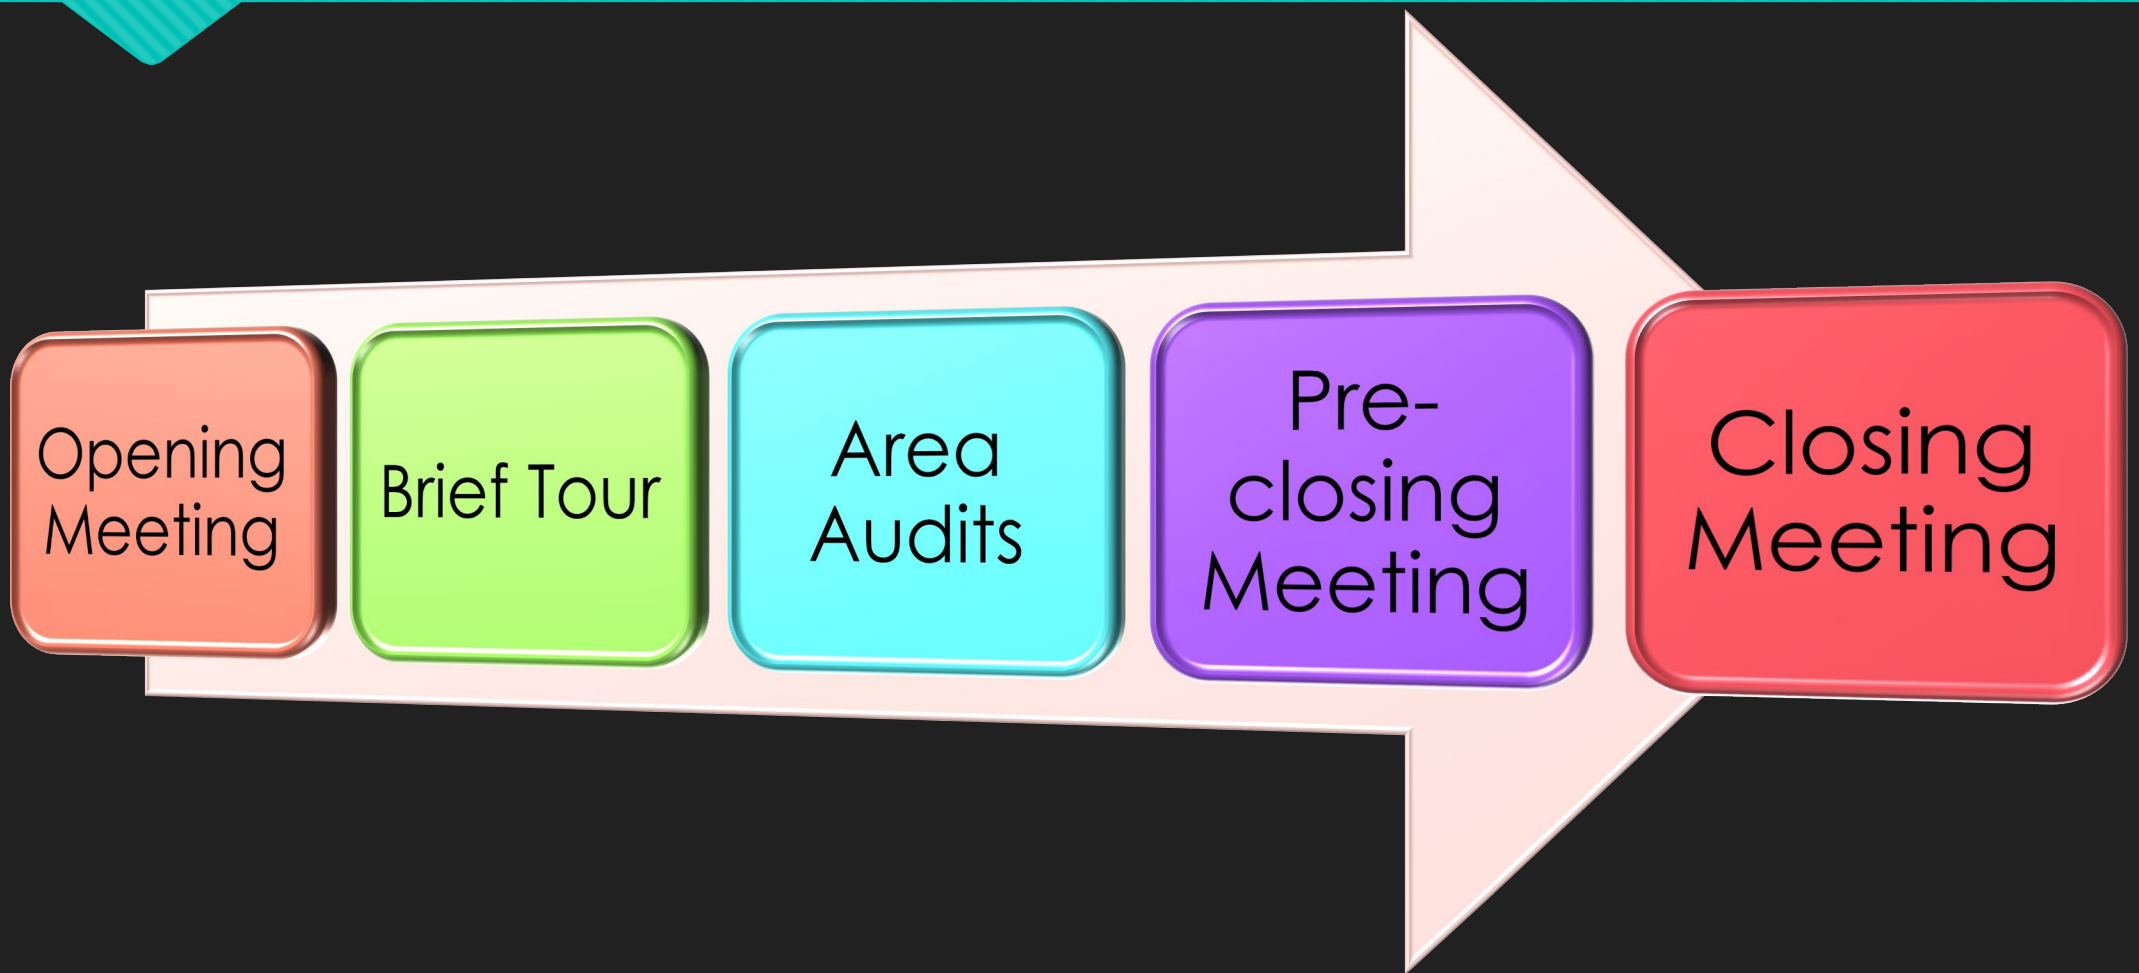 Opening
Meeting
Brief Tour
Area
Audits
Pre-
closing
Meeting
Closing
Meeting